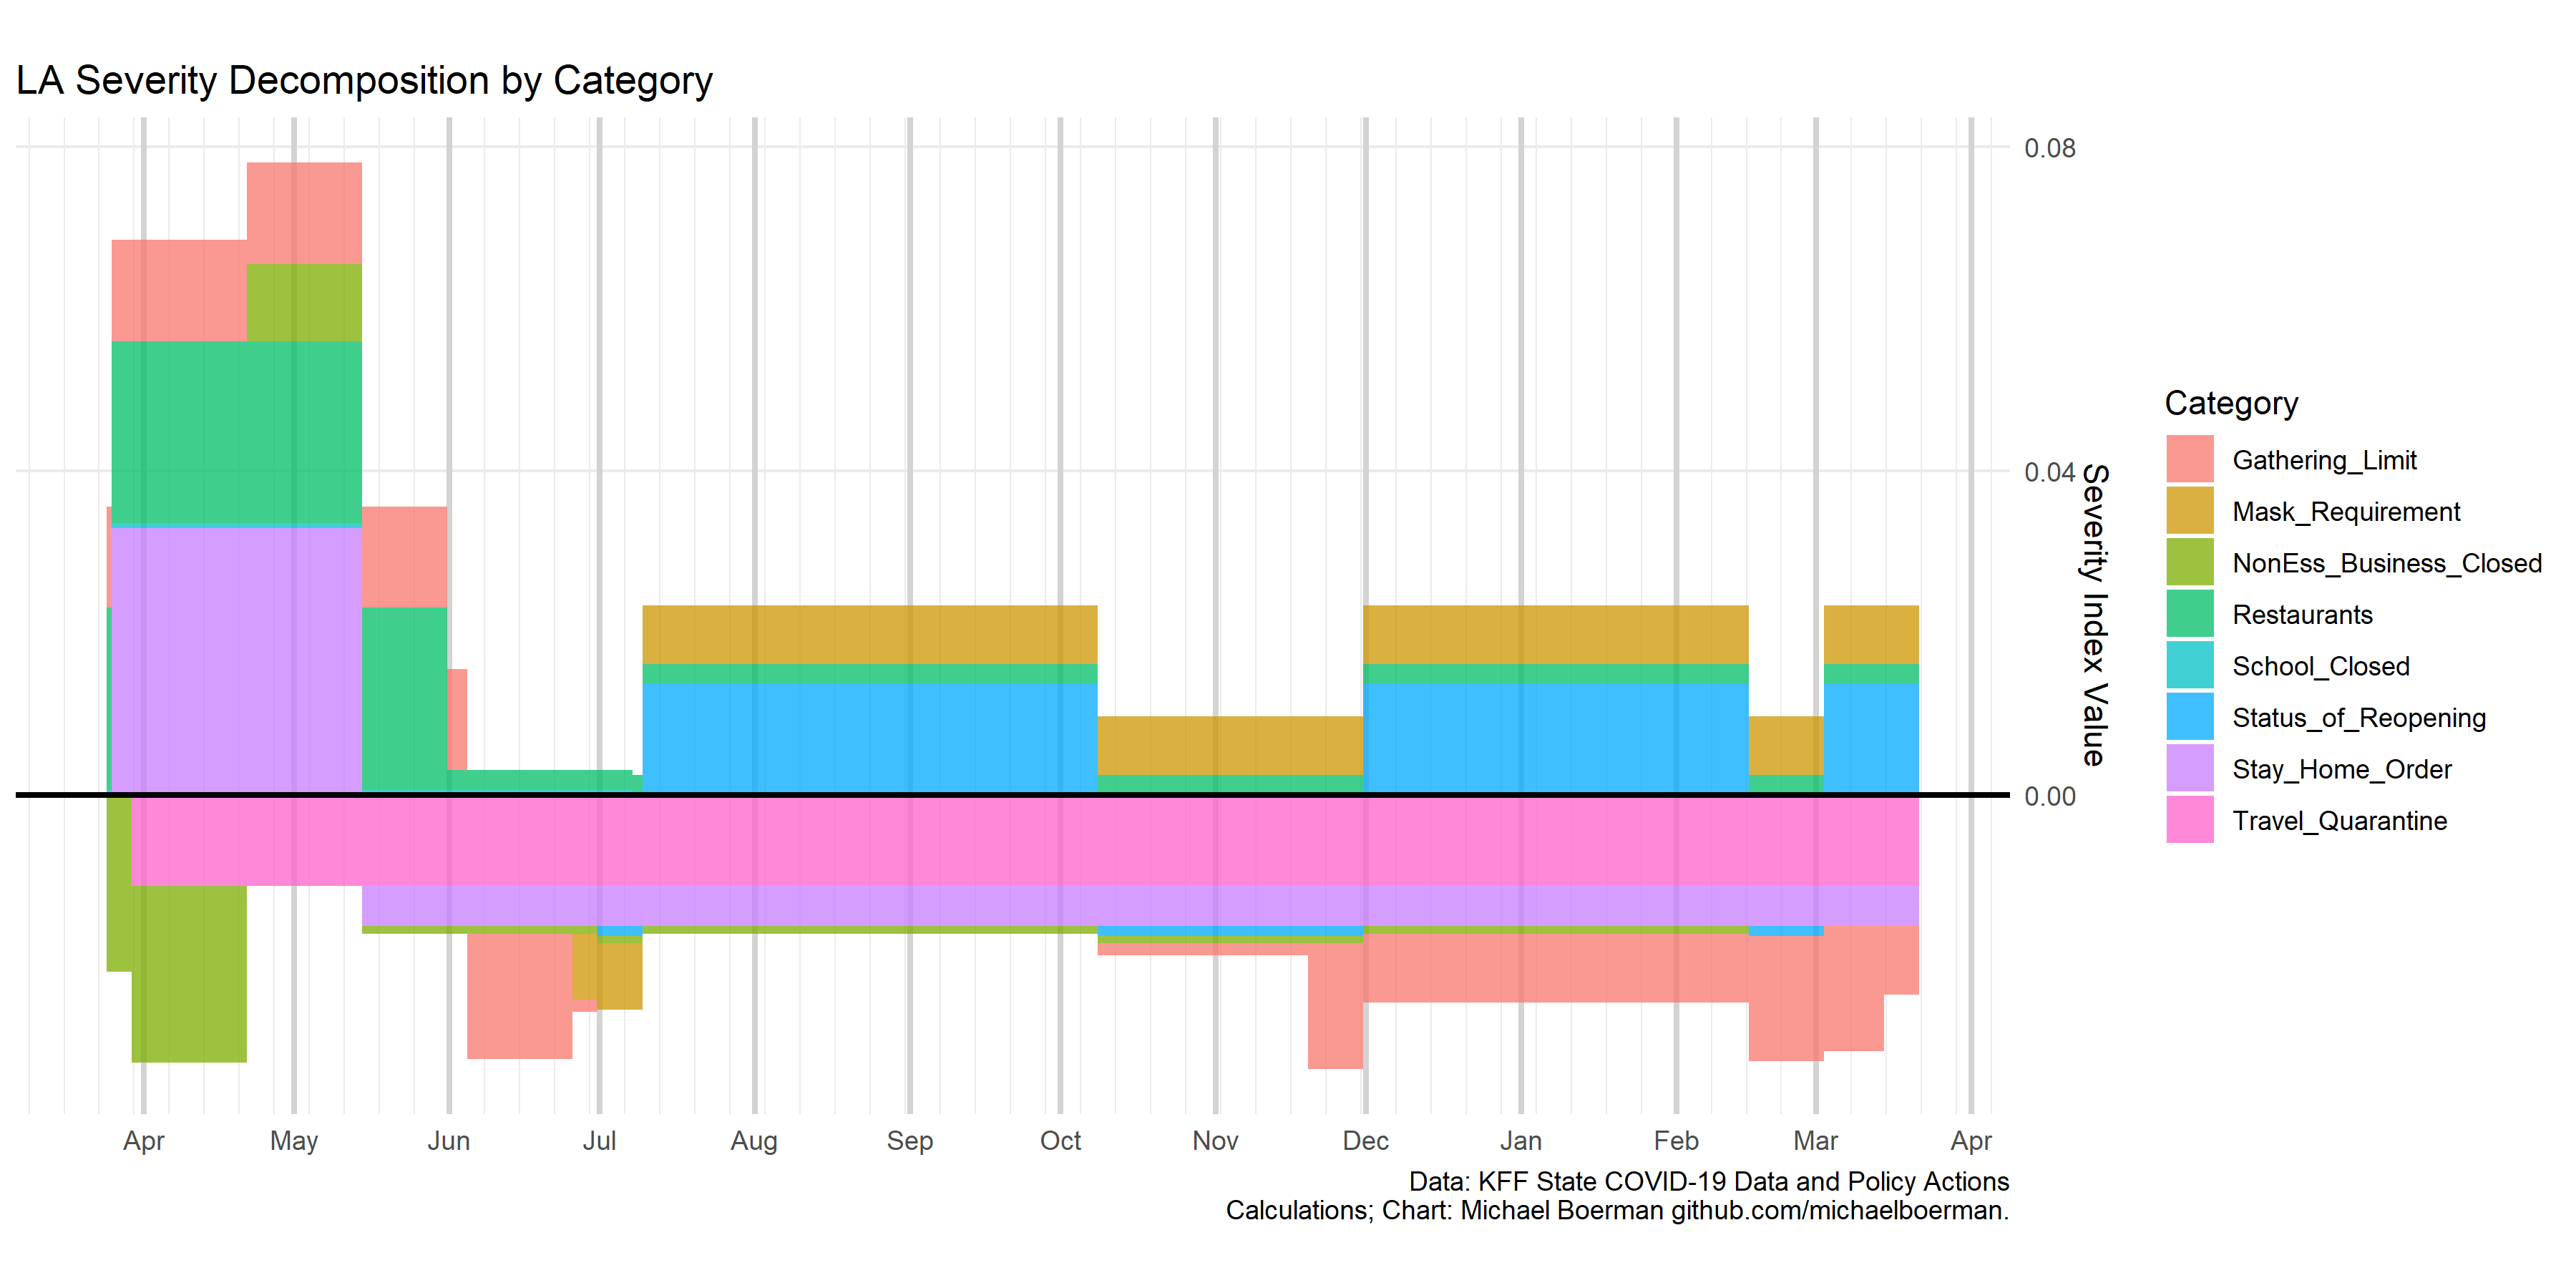 LA Severity Decomposition by Category
0.08
0.04
0.00
Severity Index Value
Apr May Jun Jul Aug Sep Oct Nov Dec Jan Feb Mar Apr
Category
Gathering_Limit
Mask_Requirement
NonEss_Business_Closed
Restaurants
School_Closed
Status_of_Reopening
Stay_Home_Order
Travel_Quarantine
Data: KFF State COVID-19 Data and Policy Actions
Calculations; Chart: Michael Boerman github.com/michaelboerman.